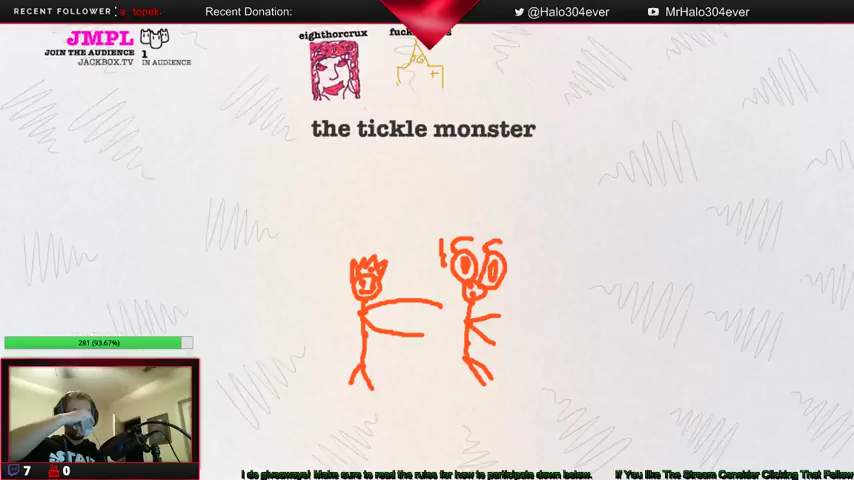 RECENT FOLLOWER: topek.
Recent Donation:
@Halo304ever
MrHalo304ever
JMPL
JOIN THE AUDIENCE
JACKBOX.TV
1
IN AUDIENCE
eighthorcrux
the tickle monster
281 (93.67%)
7
0
I do giveaways! Make sure to read the rules for how to participate down below.
If You Like The Stream Consider Clicking That Follow